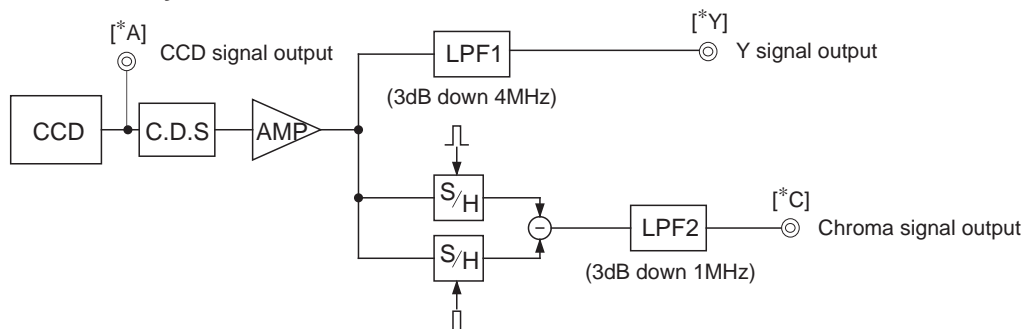 [*A]
CCD signal output
[*Y]
Y signal output
LPF1
(3dB down 4MHz)
CCD
C.D.S
AMP
S/H
[*C]
−
LPF2
Chroma signal output
S/H
(3dB down 1MHz)